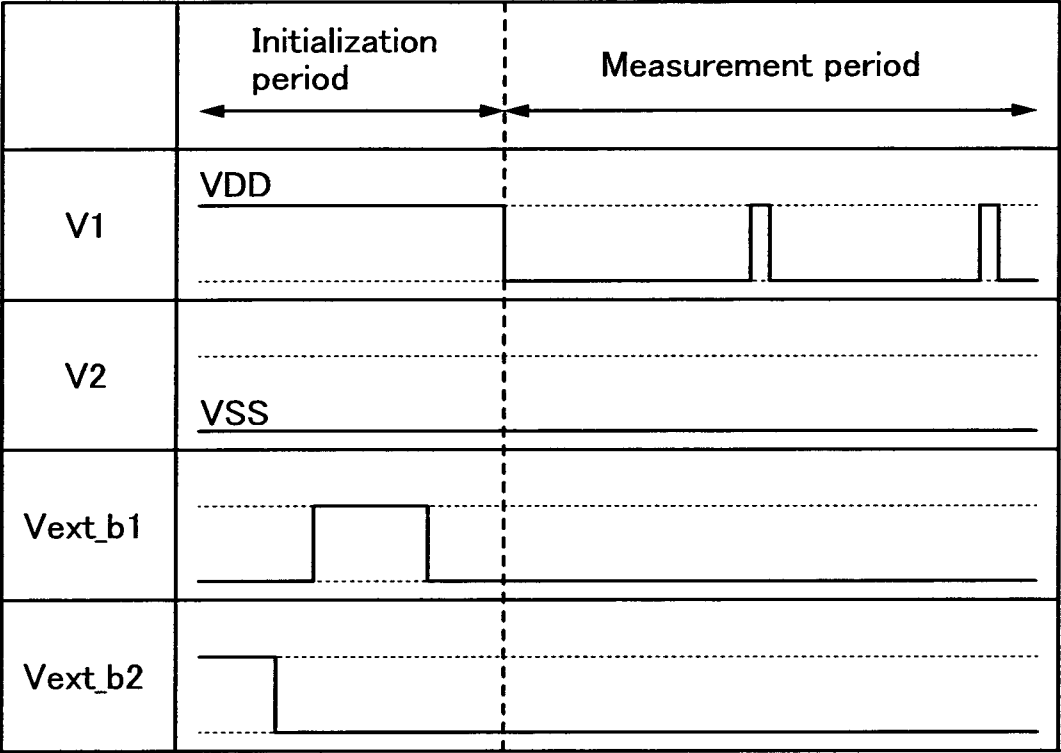 Initialization
period
Measurement period
V1
VDD
V2
VSS
Vext_b1
Vext_b2